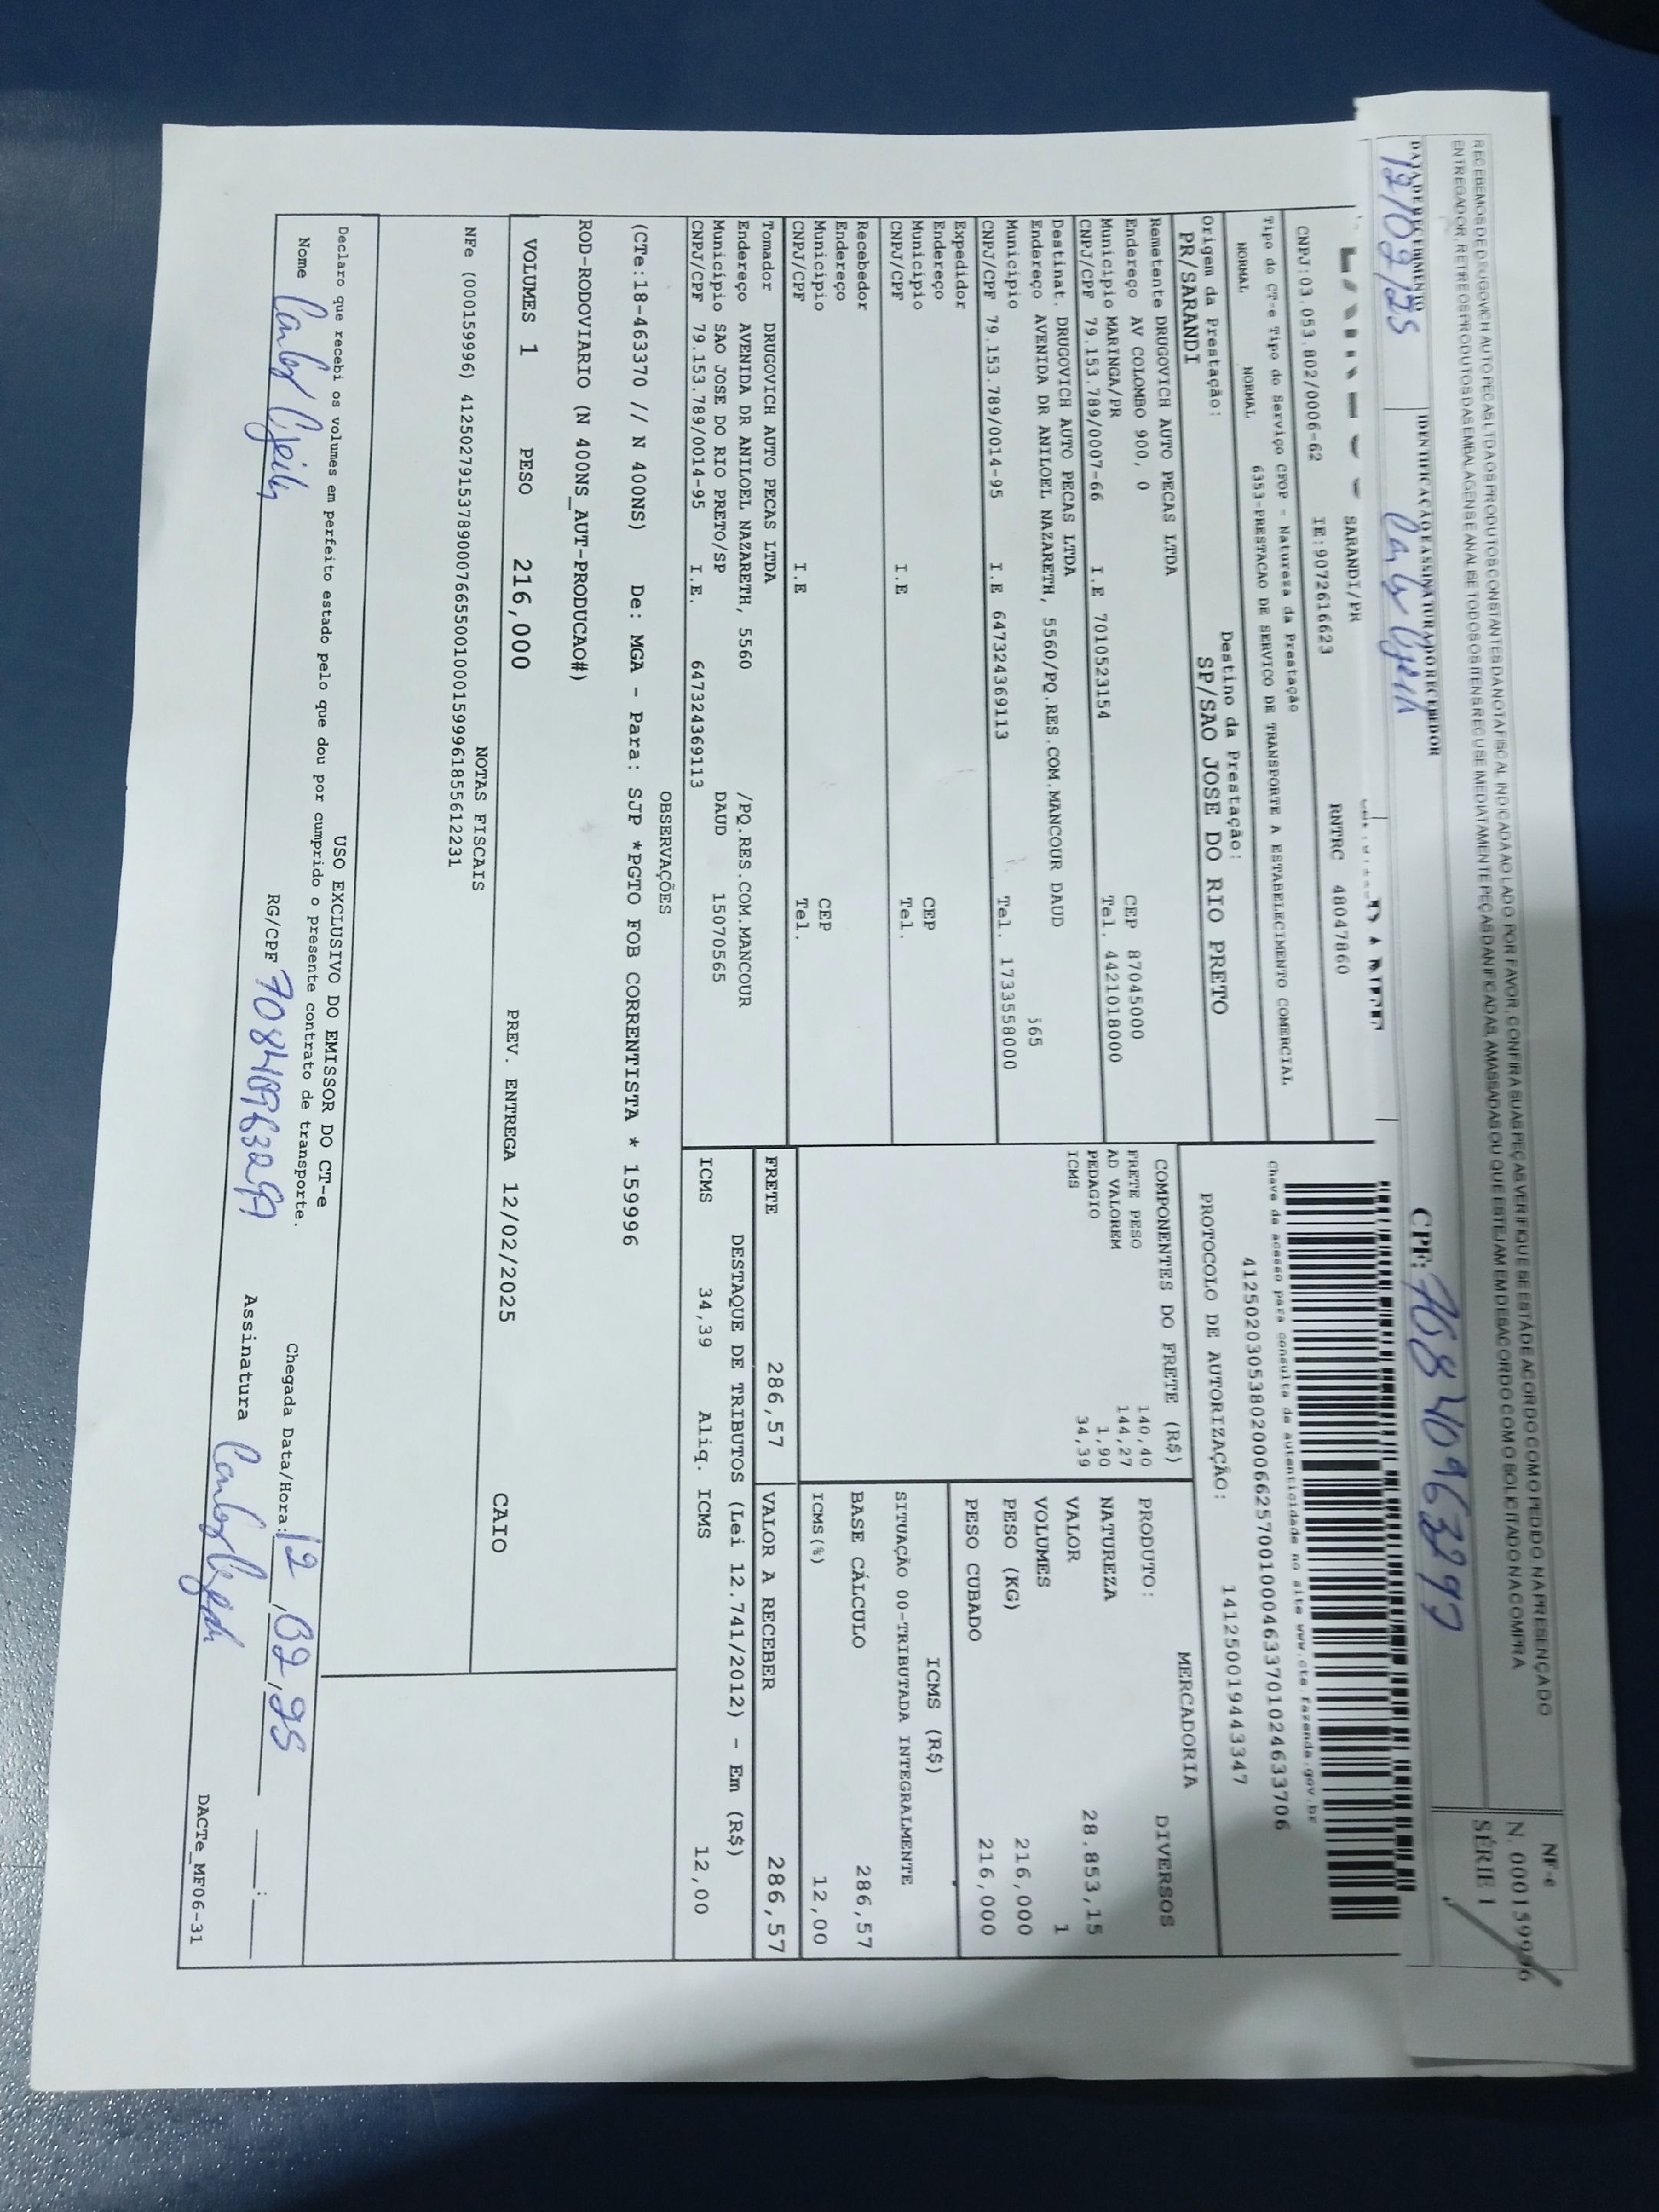 RECEBEMOS DE DRUGOVICH AUTO PECAS LTDA OS PRODUTOS CONSTANTES DA NOTA FISCAL INDICADA AO LADO. POR FAVOR, CONFIRA SUAS PEÇAS VERIFIQUE SE ESTÁ DE ACORDO COM O PEDIDO NA PRESENÇA DO
ENTREGADOR, RETIRE OS PRODUTOS DAS EMBALAGENS E ANALISE TODOS OS ITENS RECUSE IMEDIATAMENTE PEÇAS DANIFICADAS, AMASSADAS OU QUE ESTEJAM EM DESACORDO COM O SOLICITADO NA COMPRA
NF-e
N. 000159996
SÉRIE 1
DATA DE RECEBIMENTO
IDENTIFICAÇÃO E ASSINATURA DO RECEBEDOR
12/02/25
CPF: 70840963299
SARANDI/PR
RNTRC 48047860
CNPJ:03.053.802/0006-62 IE:9072616623
Tipo do CT-e Tipo do Serviço CFOP - Natureza da Prestação
NORMAL NORMAL 6353-PRESTACAO DE SERVICO DE TRANSPORTE A ESTABELECIMENTO COMERCIAL
Chave de acesso para consulta de autenticidade no site www.cte.fazenda.gov.br
41250203053802000662570010004633701024633706
Origem da Prestação: Destino da Prestação:
PR/SARANDI SP/SAO JOSE DO RIO PRETO
PROTOCOLO DE AUTORIZAÇÃO: 141250019443347
Remetente DRUGOVICH AUTO PECAS LTDA
Endereço AV COLOMBO 900, 0 CEP 87045000
Município MARINGA/PR Tel. 4421018000
CNPJ/CPF 79.153.789/0007-66 I.E 7010523154
Destinat. DRUGOVICH AUTO PECAS LTDA
Endereço AVENIDA DR ANILOEL NAZARETH, 5560/PQ.RES.COM.MANCOUR DAUD
Município 565 Tel. 1733558000
CNPJ/CPF 79.153.789/0014-95 I.E 647324369113
Expedidor
Endereço
Município CEP
CNPJ/CPF I.E Tel.
Recebedor
Endereço
Município CEP
CNPJ/CPF I.E Tel.
Tomador DRUGOVICH AUTO PECAS LTDA
Endereço AVENIDA DR ANILOEL NAZARETH, 5560 /PQ.RES.COM.MANCOUR
Município SAO JOSE DO RIO PRETO/SP DAUD 15070565
CNPJ/CPF 79.153.789/0014-95 I.E. 647324369113
COMPONENTES DO FRETE (R$)
FRETE PESO 140,40
AD VALOREM 144,27
PEDAGIO 1,90
ICMS 34,39
MERCADORIA
PRODUTO: DIVERSOS
NATUREZA
VALOR 28.853,15
VOLUMES 1
PESO (KG) 216,000
PESO CUBADO 216,000
ICMS (R$)
SITUAÇÃO 00-TRIBUTADA INTEGRALMENTE
BASE CÁLCULO 286,57
ICMS(%) 12,00
FRETE 286,57 VALOR A RECEBER 286,57
DESTAQUE DE TRIBUTOS (Lei 12.741/2012) - Em (R$)
ICMS 34,39 Aliq. ICMS 12,00
OBSERVAÇÕES
(CTe:18-463370 // N 400NS) De: MGA - Para: SJP *PGTO FOB CORRENTISTA * 159996
ROD-RODOVIARIO (N 400NS_AUT-PRODUCAO#)
VOLUMES 1 PESO 216,000 PREV. ENTREGA 12/02/2025 CAIO
NOTAS FISCAIS
NFe (000159996) 41250279153789000766550010001599961855612231
USO EXCLUSIVO DO EMISSOR DO CT-e
Declaro que recebi os volumes em perfeito estado pelo que dou por cumprido o presente contrato de transporte.
Chegada Data/Hora: 12,02,25 __:__
Nome Carlos RG/CPF 70840963299 Assinatura Carlos
DACTe_MF06-31